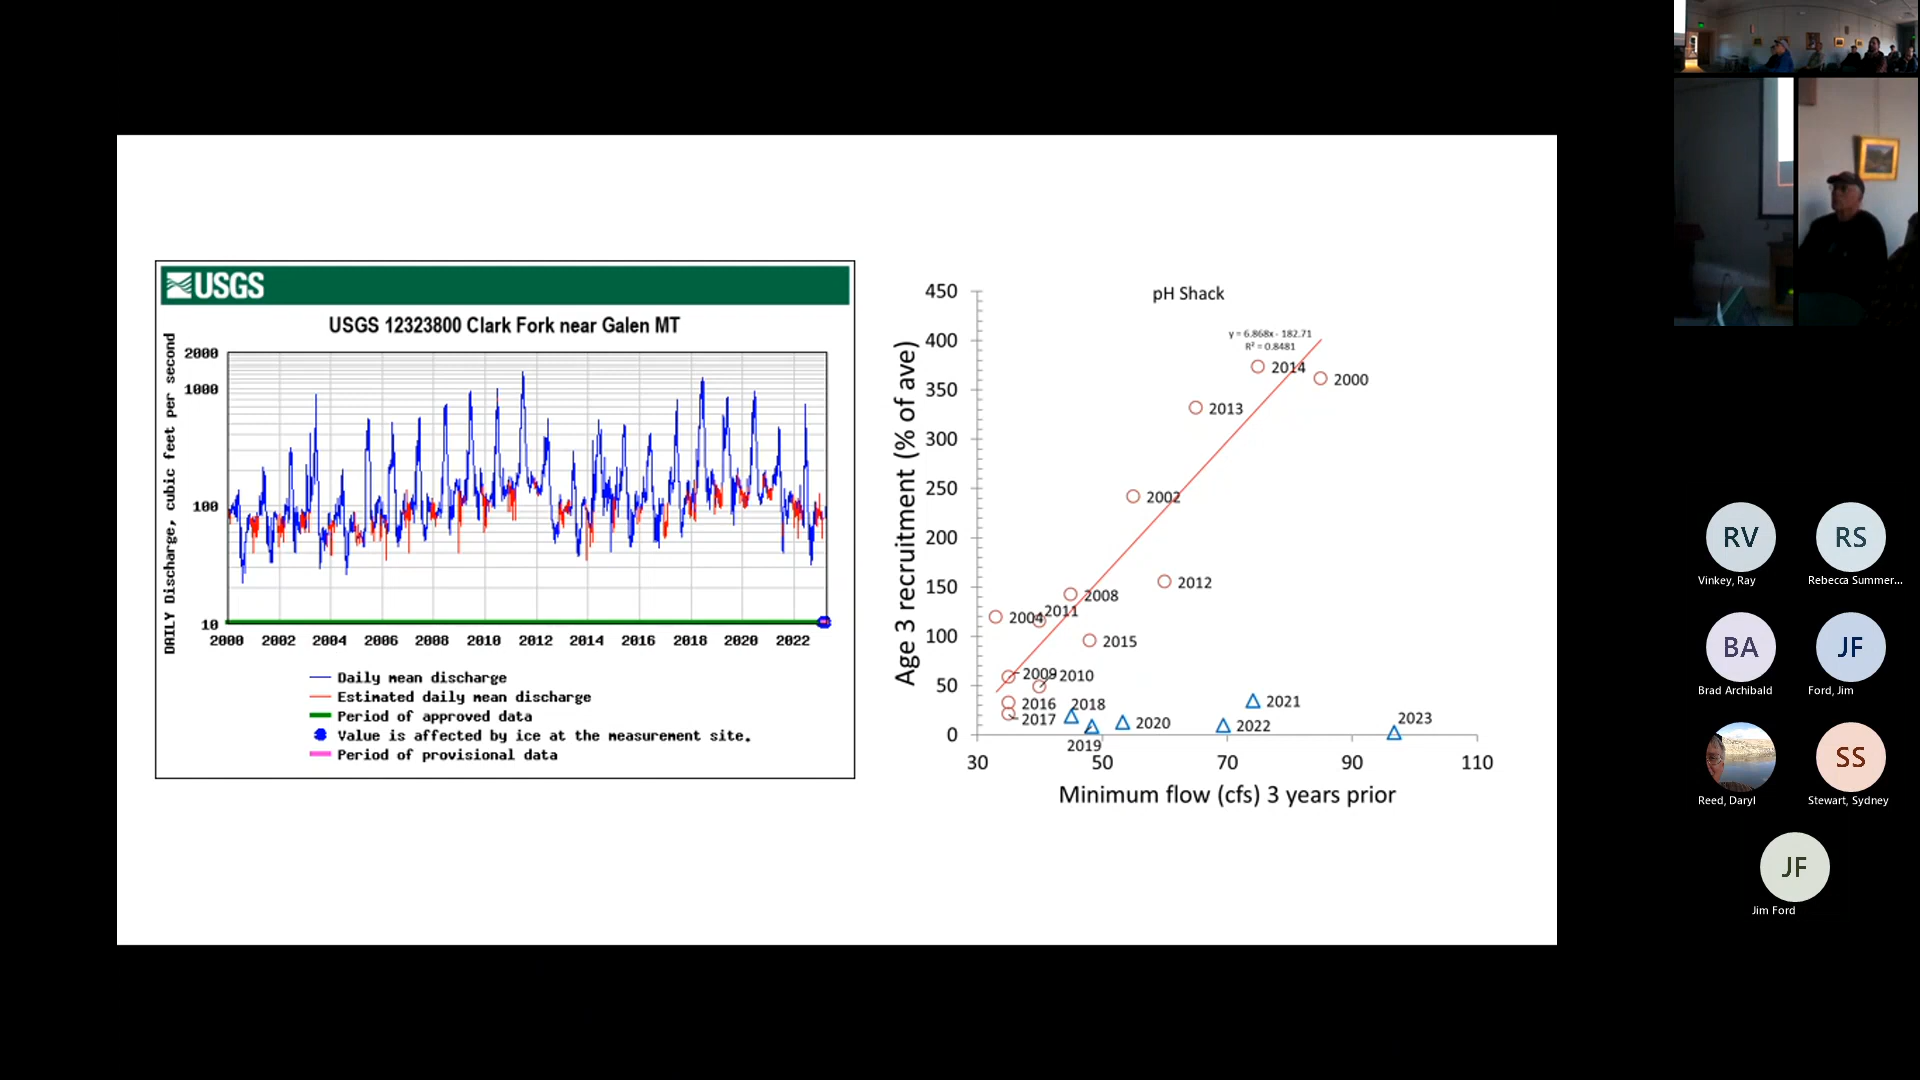 USGS
USGS 12323800 Clark Fork near Galen MT
DAILY Discharge, cubic feet per second
2000
1000
100
10
2000 2002 2004 2006 2008 2010 2012 2014 2016 2018 2020 2022
Daily mean discharge
Estimated daily mean discharge
Period of approved data
Value is affected by ice at the measurement site.
Period of provisional data
pH Shack
y = 6.868x - 182.71
R² = 0.8481
Age 3 recruitment (% of ave)
450
400
350
300
250
200
150
100
50
0
2014
2000
2013
2002
2012
2008
2011
2004
2015
2009
2010
2016
2018
2017
2021
2020
2022
2023
2019
30 50 70 90 110
Minimum flow (cfs) 3 years prior
RV
Vinkey, Ray
RS
Rebecca Summer...
BA
Brad Archibald
JF
Ford, Jim
Reed, Daryl
SS
Stewart, Sydney
JF
Jim Ford